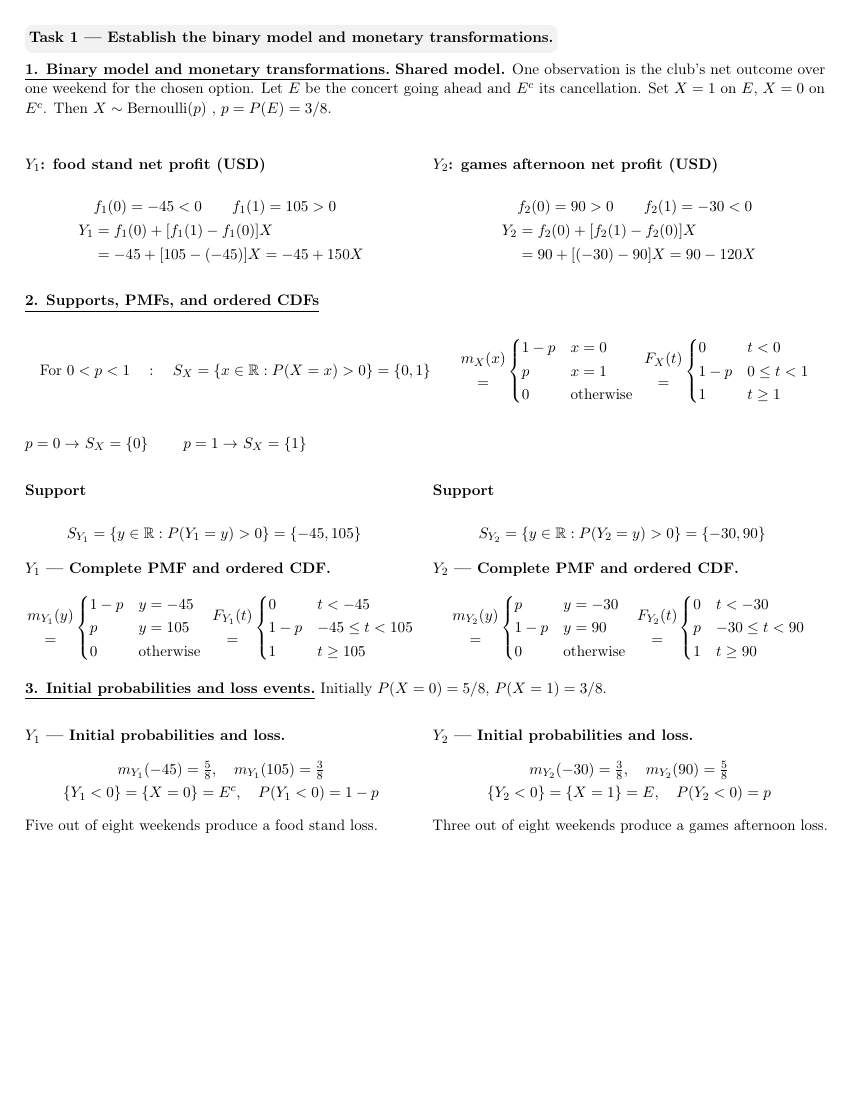 Task 1 — Establish the binary model and monetary transformations.
1. Binary model and monetary transformations. Shared model. One observation is the club's net outcome over
one weekend for the chosen option. Let E be the concert going ahead and Eᶜ its cancellation. Set X = 1 on E, X = 0 on
Eᶜ. Then X ∼ Bernoulli(p) , p = P(E) = 3/8.
Y₁: food stand net profit (USD)
f₁(0) = −45 < 0 f₁(1) = 105 > 0
Y₁ = f₁(0) + [f₁(1) − f₁(0)]X
= −45 + [105 − (−45)]X = −45 + 150X
Y₂: games afternoon net profit (USD)
f₂(0) = 90 > 0 f₂(1) = −30 < 0
Y₂ = f₂(0) + [f₂(1) − f₂(0)]X
= 90 + [(−30) − 90]X = 90 − 120X
2. Supports, PMFs, and ordered CDFs
For 0 < p < 1 : S_X = {x ∈ ℝ : P(X = x) > 0} = {0, 1}
m_X(x) = { 1 − p x = 0
p x = 1
0 otherwise
F_X(t) = { 0 t < 0
1 − p 0 ≤ t < 1
1 t ≥ 1
p = 0 → S_X = {0} p = 1 → S_X = {1}
Support
S_Y₁ = {y ∈ ℝ : P(Y₁ = y) > 0} = {−45, 105}
Y₁ — Complete PMF and ordered CDF.
m_Y₁(y) = { 1 − p y = −45
p y = 105
0 otherwise
F_Y₁(t) = { 0 t < −45
1 − p −45 ≤ t < 105
1 t ≥ 105
Support
S_Y₂ = {y ∈ ℝ : P(Y₂ = y) > 0} = {−30, 90}
Y₂ — Complete PMF and ordered CDF.
m_Y₂(y) = { p y = −30
1 − p y = 90
0 otherwise
F_Y₂(t) = { 0 t < −30
p −30 ≤ t < 90
1 t ≥ 90
3. Initial probabilities and loss events. Initially P(X = 0) = 5/8, P(X = 1) = 3/8.
Y₁ — Initial probabilities and loss.
m_Y₁(−45) = 5/8, m_Y₁(105) = 3/8
{Y₁ < 0} = {X = 0} = Eᶜ, P(Y₁ < 0) = 1 − p
Five out of eight weekends produce a food stand loss.
Y₂ — Initial probabilities and loss.
m_Y₂(−30) = 3/8, m_Y₂(90) = 5/8
{Y₂ < 0} = {X = 1} = E, P(Y₂ < 0) = p
Three out of eight weekends produce a games afternoon loss.